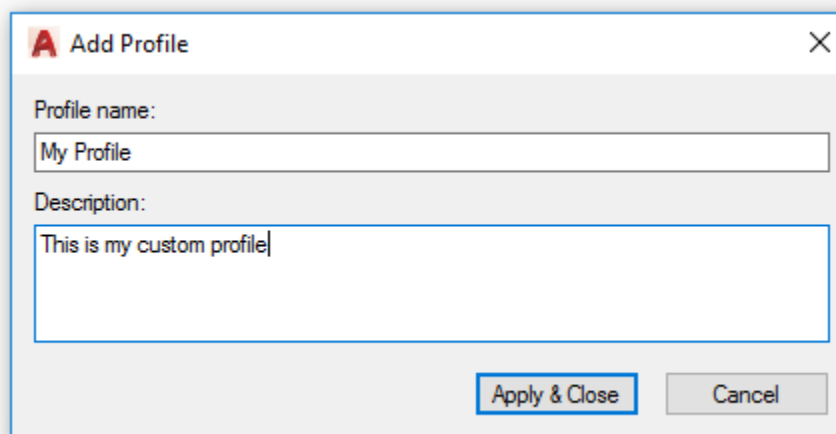 Add Profile
Profile name:
My Profile
Description:
This is my custom profile
Apply & Close
Cancel